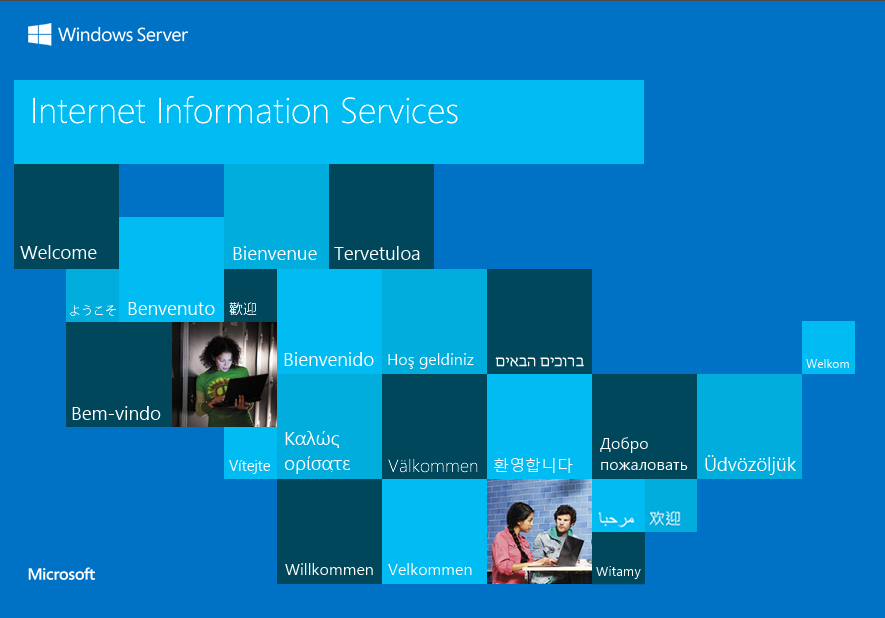 Windows Server
Internet Information Services
Welcome
Bienvenue
Tervetuloa
ようこそ
Benvenuto
歡迎
Bienvenido
Hoş geldiniz
ברוכים הבאים
Welkom
Bem-vindo
Vítejte
Καλώς
ορίσατε
Välkommen
환영합니다
Добро
пожаловать
Üdvözöljük
مرحبا
欢迎
Willkommen
Velkommen
Witamy
Microsoft